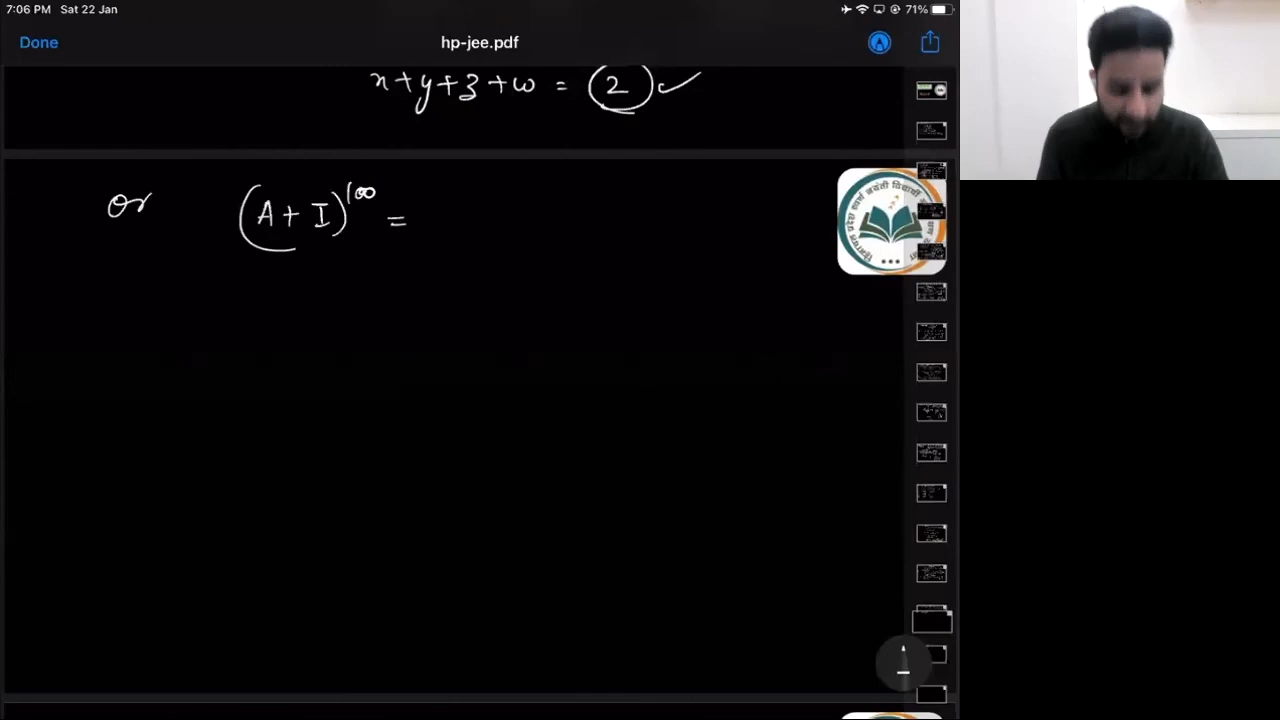 7:06 PM Sat 22 Jan 71%
Done hp-jee.pdf
x+y+z+w = 2 ✓
or (A+I)^100 =